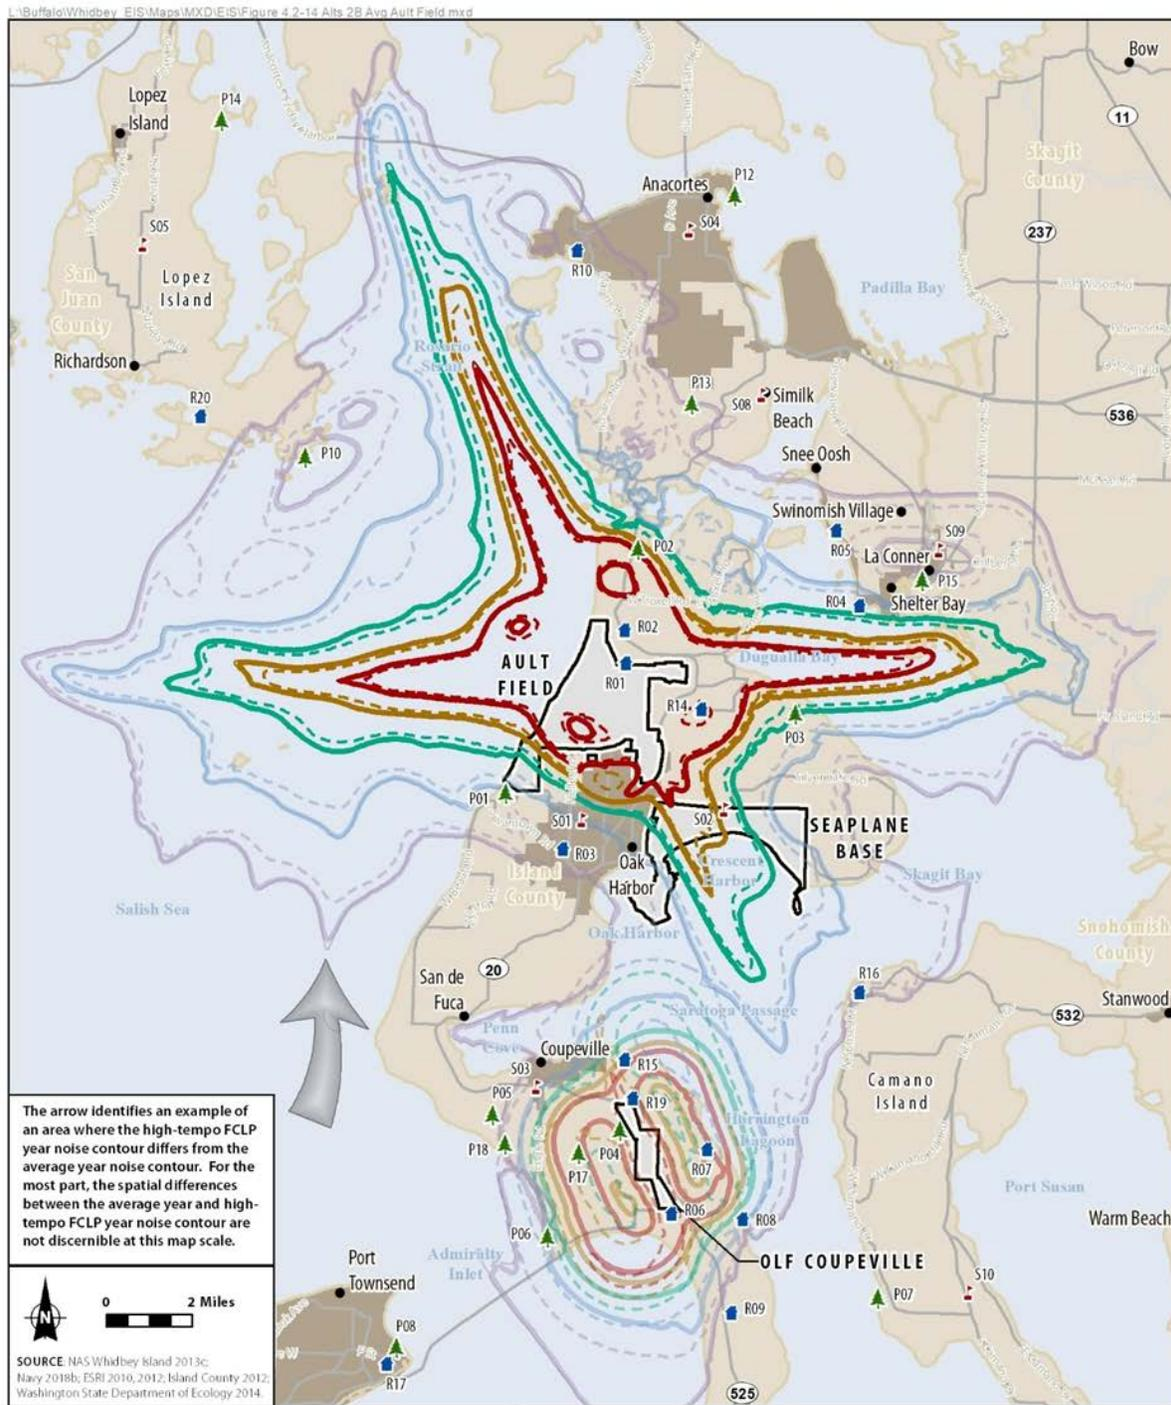 L:\Buffalo\Whidbey_EIS\Maps\MXD\EIS\Figure 4.2-14 Alts 2B Avg Ault Field.mxd
Bow
Lopez
Island
P14
11
Skagit
County
Anacortes
P12
S04
S05
237
R10
San
Juan
County
Lopez
Island
Padilla Bay
Rosario
Strait
Richardson
R20
P13
S08
Similk
Beach
536
P10
Snee Oosh
Swinomish Village
R05
S09
P02
La Conner
P15
R04
Shelter Bay
R02
AULT
FIELD
R01
Dugualla Bay
R14
P03
P01
S01
S02
SEAPLANE
BASE
R03
Oak
Harbor
Crescent
Harbor
Island
County
Skagit Bay
Salish Sea
Oak Harbor
Snohomish
County
20
San de
Fuca
R16
Stanwood
532
Saratoga Passage
Penn
Cove
Coupeville
S03
R15
Camano
Island
R19
P05
P18
P04
P17
R07
Port Susan
R06
R08
Warm Beach
P06
Admiralty
Inlet
OLF COUPEVILLE
The arrow identifies an example of
an area where the high-tempo FCLP
year noise contour differs from the
average year noise contour. For the
most part, the spatial differences
between the average year and high-
tempo FCLP year noise contour are
not discernible at this map scale.
Port
Townsend
S10
P07
R09
N
0 2 Miles
P08
R17
SOURCE: NAS Whidbey Island 2013c;
Navy 2018b; ESRI 2010, 2012; Island County 2012;
Washington State Department of Ecology 2014.
525